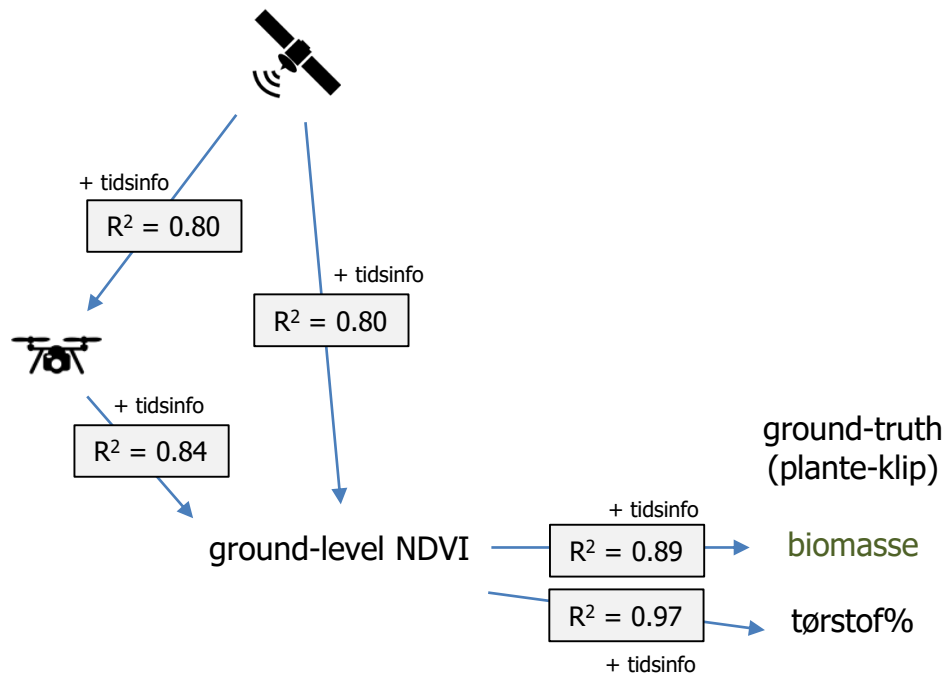 + tidsinfo
R² = 0.80
+ tidsinfo
R² = 0.80
+ tidsinfo
R² = 0.84
ground-truth
(plante-klip)
+ tidsinfo
ground-level NDVI
R² = 0.89
biomasse
R² = 0.97
tørstof%
+ tidsinfo